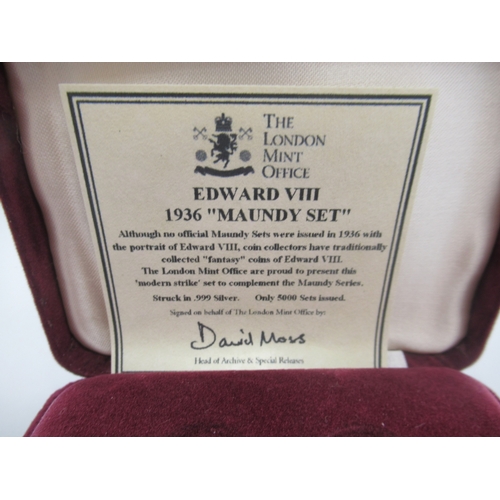 THE
LONDON
MINT
OFFICE
EDWARD VIII
1936 "MAUNDY SET"
Although no official Maundy Sets were issued in 1936 with
the portrait of Edward VIII, coin collectors have traditionally
collected "fantasy" coins of Edward VIII.
The London Mint Office are proud to present this
'modern strike' set to complement the Maundy Series.
Struck in .999 Silver. Only 5000 Sets issued.
Signed on behalf of The London Mint Office by:
David Moss
Head of Archive & Special Releases